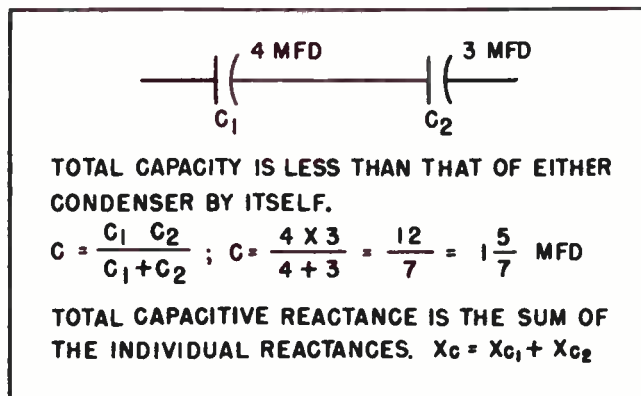 4 MFD 3 MFD
C₁ C₂
TOTAL CAPACITY IS LESS THAN THAT OF EITHER
CONDENSER BY ITSELF.
C = C₁ C₂ / C₁+C₂ ; C= 4 X 3 / 4 + 3 = 12 / 7 = 1 5/7 MFD
TOTAL CAPACITIVE REACTANCE IS THE SUM OF
THE INDIVIDUAL REACTANCES. Xc = Xc₁ + Xc₂